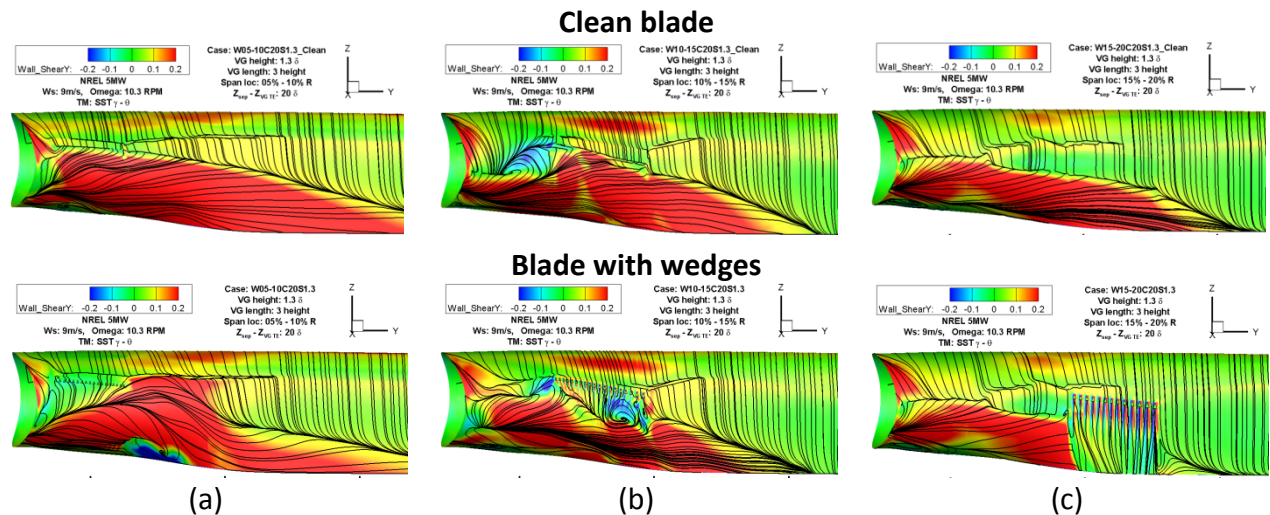 Clean blade
Wall_ShearY: -0.2 -0.1 0 0.1 0.2
NREL 5MW
Ws: 9m/s, Omega: 10.3 RPM
TM: SST γ - θ
Case: W05-10C20S1.3_Clean
VG height: 1.3 δ
VG length: 3 height
Span loc: 05% - 10% R
Z_sep - Z_VG TE: 20 δ
Z
X
Y
Wall_ShearY: -0.2 -0.1 0 0.1 0.2
NREL 5MW
Ws: 9m/s, Omega: 10.3 RPM
TM: SST γ - θ
Case: W10-15C20S1.3_Clean
VG height: 1.3 δ
VG length: 3 height
Span loc: 10% - 15% R
Z_sep - Z_VG TE: 20 δ
Z
X
Y
Wall_ShearY: -0.2 -0.1 0 0.1 0.2
NREL 5MW
Ws: 9m/s, Omega: 10.3 RPM
TM: SST γ - θ
Case: W15-20C20S1.3_Clean
VG height: 1.3 δ
VG length: 3 height
Span loc: 15% - 20% R
Z_sep - Z_VG TE: 20 δ
Z
X
Y
Blade with wedges
Wall_ShearY: -0.2 -0.1 0 0.1 0.2
NREL 5MW
Ws: 9m/s, Omega: 10.3 RPM
TM: SST γ - θ
Case: W05-10C20S1.3
VG height: 1.3 δ
VG length: 3 height
Span loc: 05% - 10% R
Z_sep - Z_VG TE: 20 δ
Z
X
Y
Wall_ShearY: -0.2 -0.1 0 0.1 0.2
NREL 5MW
Ws: 9m/s, Omega: 10.3 RPM
TM: SST γ - θ
Case: W10-15C20S1.3
VG height: 1.3 δ
VG length: 3 height
Span loc: 10% - 15% R
Z_sep - Z_VG TE: 20 δ
Z
X
Y
Wall_ShearY: -0.2 -0.1 0 0.1 0.2
NREL 5MW
Ws: 9m/s, Omega: 10.3 RPM
TM: SST γ - θ
Case: W15-20C20S1.3
VG height: 1.3 δ
VG length: 3 height
Span loc: 15% - 20% R
Z_sep - Z_VG TE: 20 δ
Z
X
Y
(a)
(b)
(c)